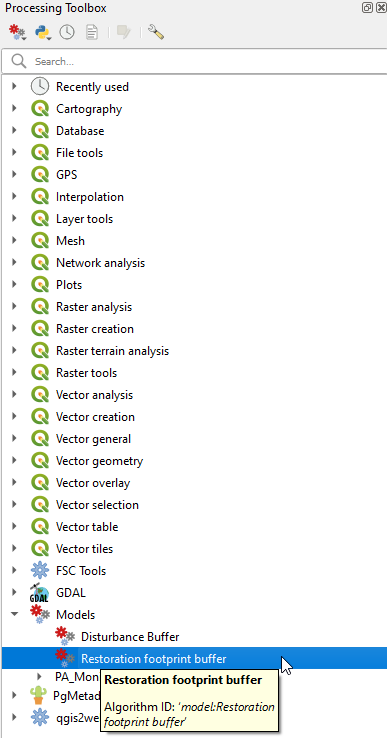 Processing Toolbox
Search...
Recently used
Cartography
Database
File tools
GPS
Interpolation
Layer tools
Mesh
Network analysis
Plots
Raster analysis
Raster creation
Raster terrain analysis
Raster tools
Vector analysis
Vector creation
Vector general
Vector geometry
Vector overlay
Vector selection
Vector table
Vector tiles
FSC Tools
GDAL GDAL
Models
Disturbance Buffer
Restoration footprint buffer
PA_Mon
Restoration footprint buffer
PgMetad
Algorithm ID: 'model:Restoration
qgis2we
footprint buffer'